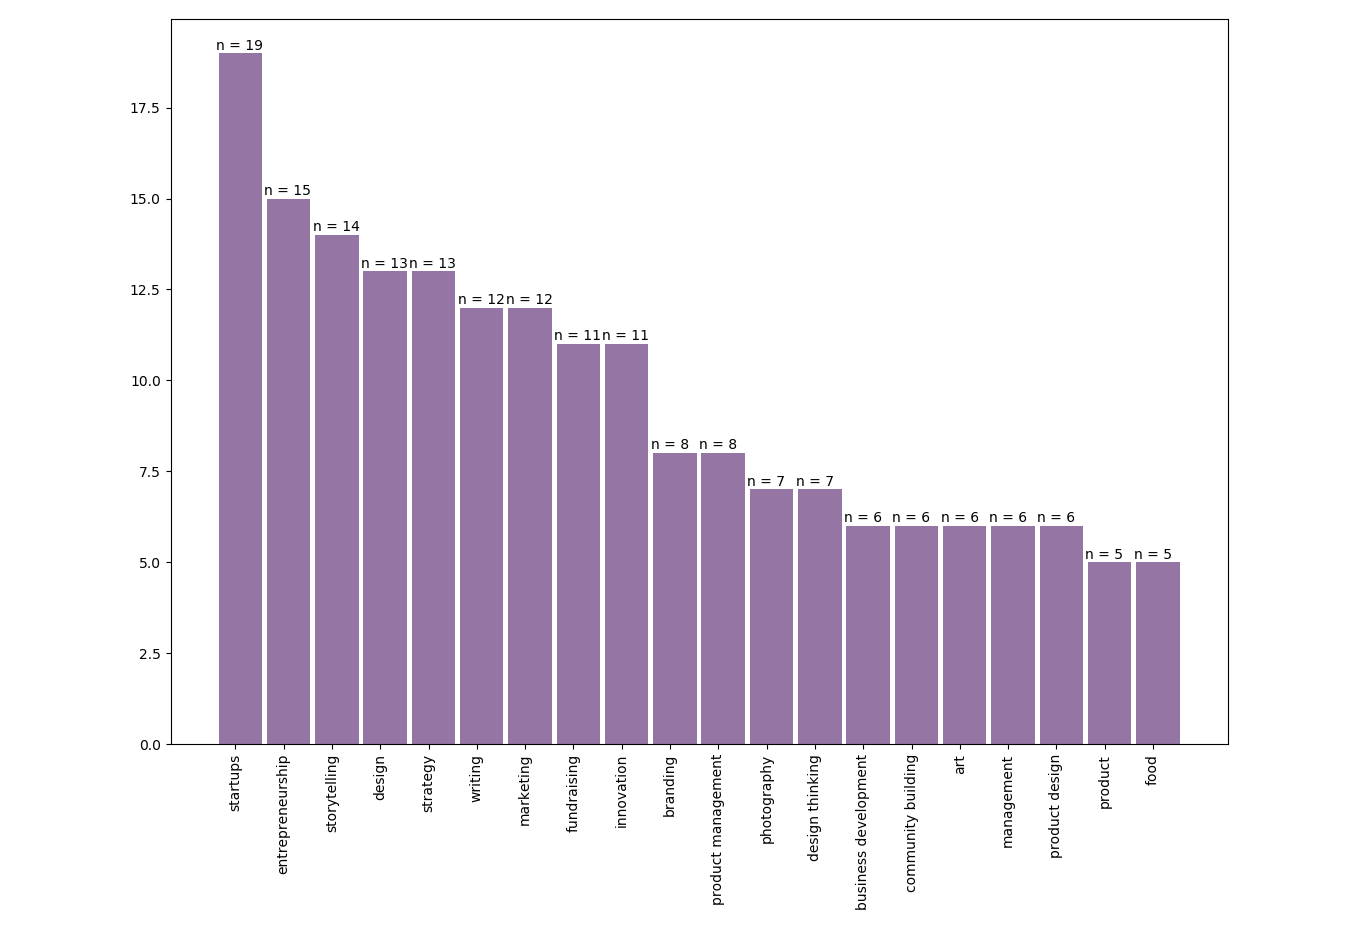 n = 19
n = 15
n = 14
n = 13
n = 13
n = 12
n = 12
n = 11
n = 11
n = 8
n = 8
n = 7
n = 7
n = 6
n = 6
n = 6
n = 6
n = 6
n = 5
n = 5
17.5
15.0
12.5
10.0
7.5
5.0
2.5
0.0
startups
entrepreneurship
storytelling
design
strategy
writing
marketing
fundraising
innovation
branding
product management
photography
design thinking
business development
community building
art
management
product design
product
food